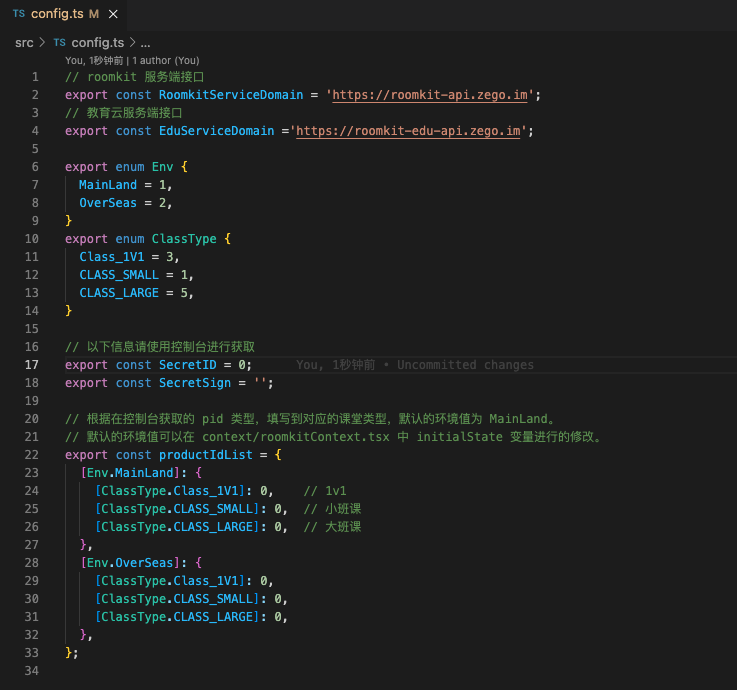 TS config.ts M ×
src > TS config.ts > ...
You, 1秒钟前 | 1 author (You)
1 // roomkit 服务端接口
2 export const RoomkitServiceDomain = 'https://roomkit-api.zego.im';
3 // 教育云服务端接口
4 export const EduServiceDomain ='https://roomkit-edu-api.zego.im';
5
6 export enum Env {
7 MainLand = 1,
8 OverSeas = 2,
9 }
10 export enum ClassType {
11 Class_1V1 = 3,
12 CLASS_SMALL = 1,
13 CLASS_LARGE = 5,
14 }
15
16 // 以下信息请使用控制台进行获取
17 export const SecretID = 0; You, 1秒钟前 • Uncommitted changes
18 export const SecretSign = '';
19
20 // 根据在控制台获取的 pid 类型，填写到对应的课堂类型，默认的环境值为 MainLand。
21 // 默认的环境值可以在 context/roomkitContext.tsx 中 initialState 变量进行的修改。
22 export const productIdList = {
23 [Env.MainLand]: {
24 [ClassType.Class_1V1]: 0, // 1v1
25 [ClassType.CLASS_SMALL]: 0, // 小班课
26 [ClassType.CLASS_LARGE]: 0, // 大班课
27 },
28 [Env.OverSeas]: {
29 [ClassType.Class_1V1]: 0,
30 [ClassType.CLASS_SMALL]: 0,
31 [ClassType.CLASS_LARGE]: 0,
32 },
33 };
34